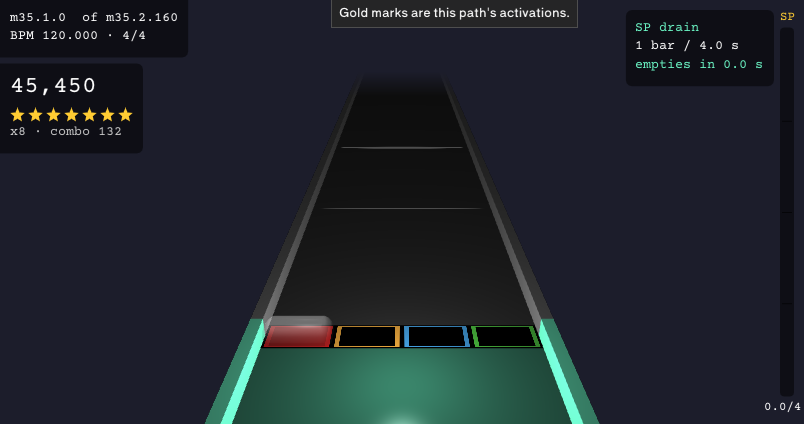 m35.1.0 of m35.2.160
BPM 120.000 · 4/4
45,450
x8 · combo 132
Gold marks are this path's activations.
SP drain
1 bar / 4.0 s
empties in 0.0 s
SP
0.0/4